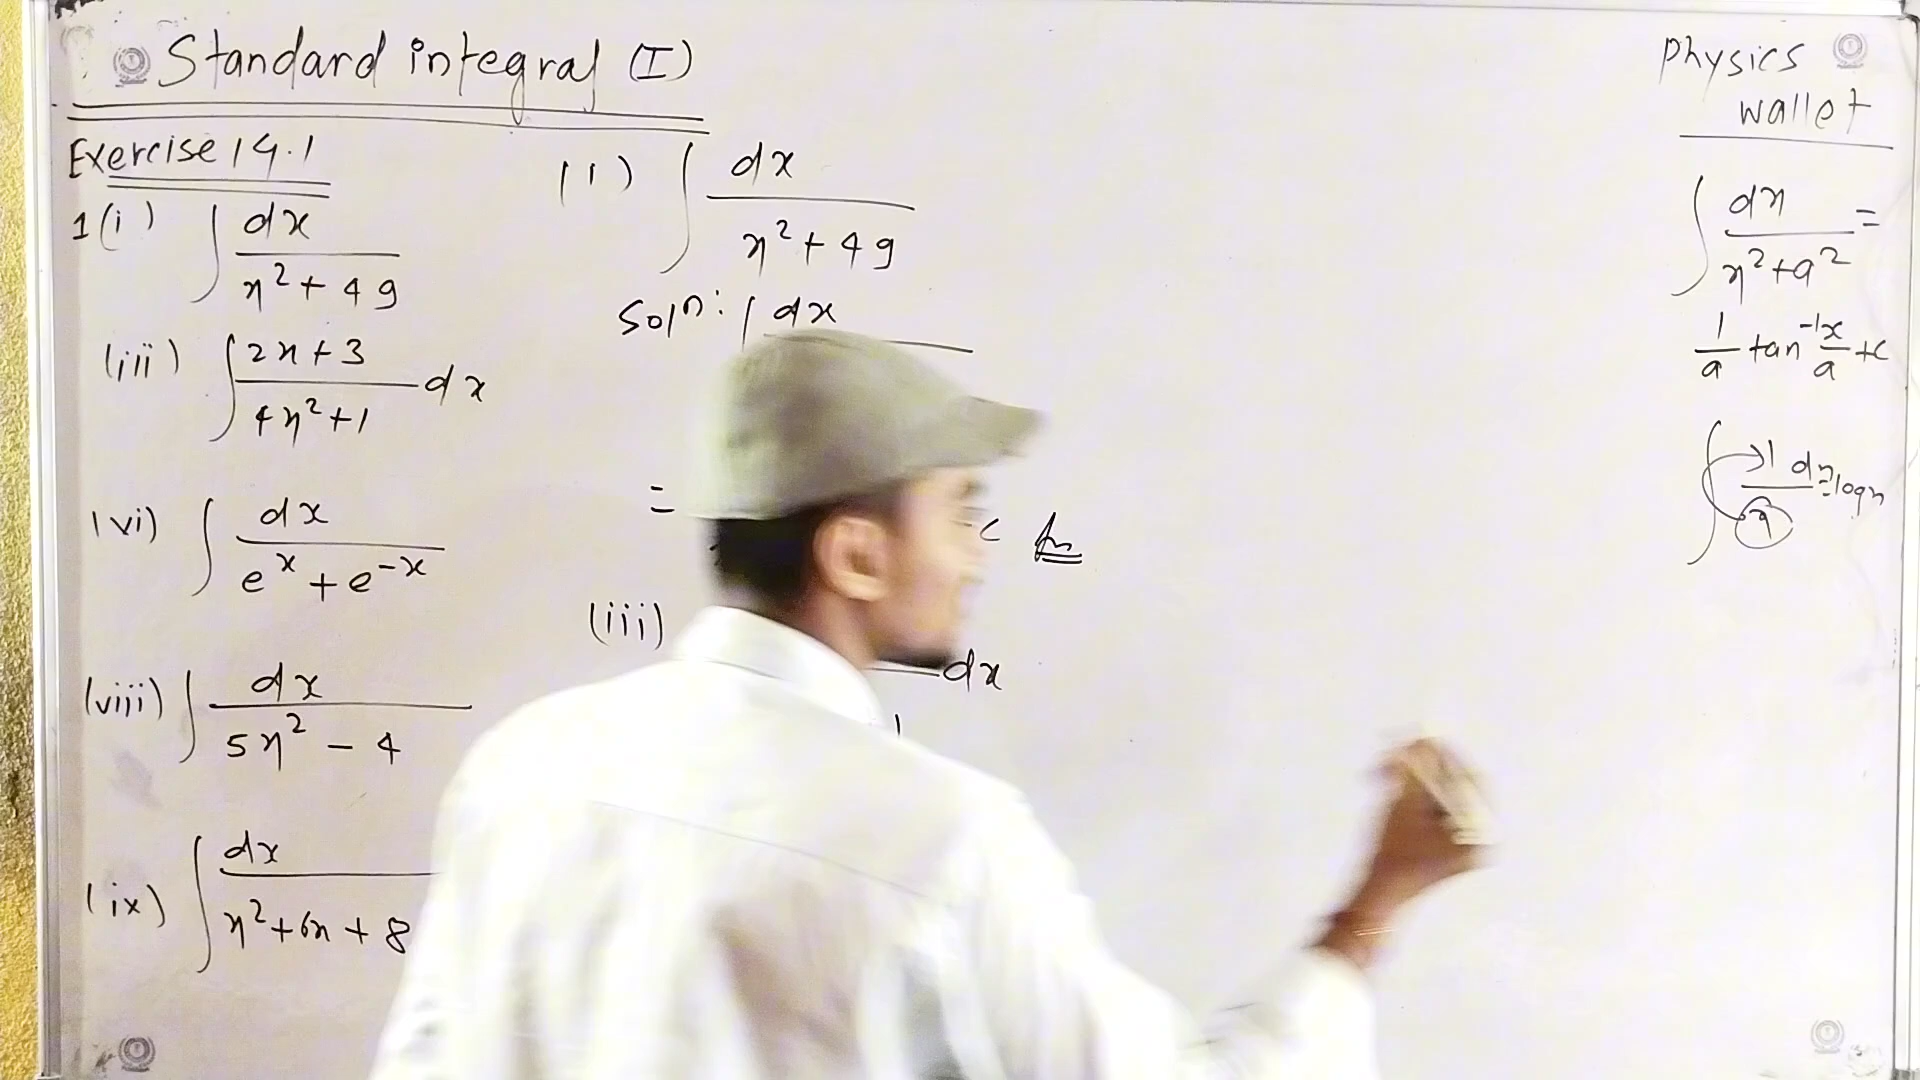 Standard integral (I)
Exercise 14.1
1(i) ∫ dx / x² + 49
(iii) ∫ 2x + 3 / 4x² + 1 dx
(vi) ∫ dx / eˣ + e⁻ˣ
(viii) ∫ dx / 5x² - 4
(ix) ∫ dx / x² + 6x + 8
(i) ∫ dx / x² + 49
Solⁿ: ∫ dx
=
c
(iii)
dx
1
Physics
wallet
∫ dx / x² + a² =
1/a tan⁻¹ x/a + c
∫ 1 / x dx = log x